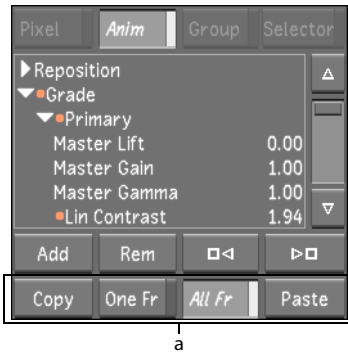 Pixel Anim Group Selector
Reposition
Grade
Primary
Master Lift 0.00
Master Gain 1.00
Master Gamma 1.00
Lin Contrast 1.94
Add Rem
Copy One Fr All Fr Paste
a